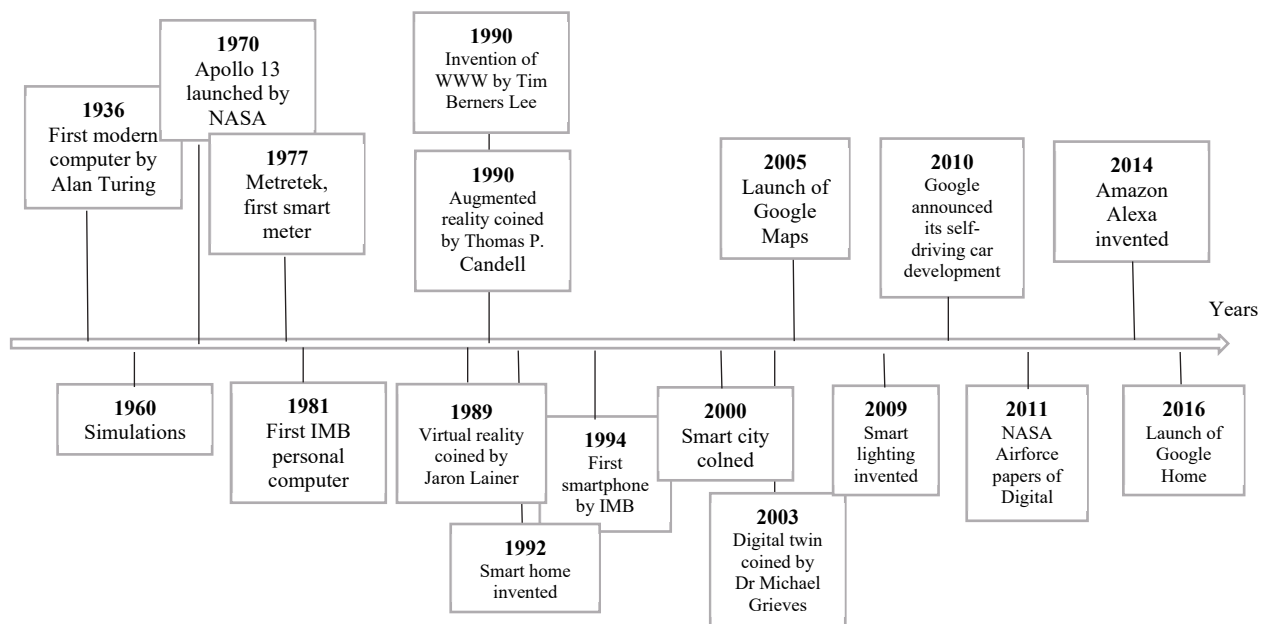 1936
First modern
computer by
Alan Turing
1970
Apollo 13
launched by
NASA
1977
Metretek,
first smart
meter
1990
Invention of
WWW by Tim
Berners Lee
1990
Augmented
reality coined
by Thomas P.
Candell
2005
Launch of
Google
Maps
2010
Google
announced
its self-
driving car
development
2014
Amazon
Alexa
invented
Years
1960
Simulations
1981
First IMB
personal
computer
1989
Virtual reality
coined by
Jaron Lainer
1992
Smart home
invented
1994
First
smartphone
by IMB
2000
Smart city
colned
2003
Digital twin
coined by
Dr Michael
Grieves
2009
Smart
lighting
invented
2011
NASA
Airforce
papers of
Digital
2016
Launch of
Google
Home